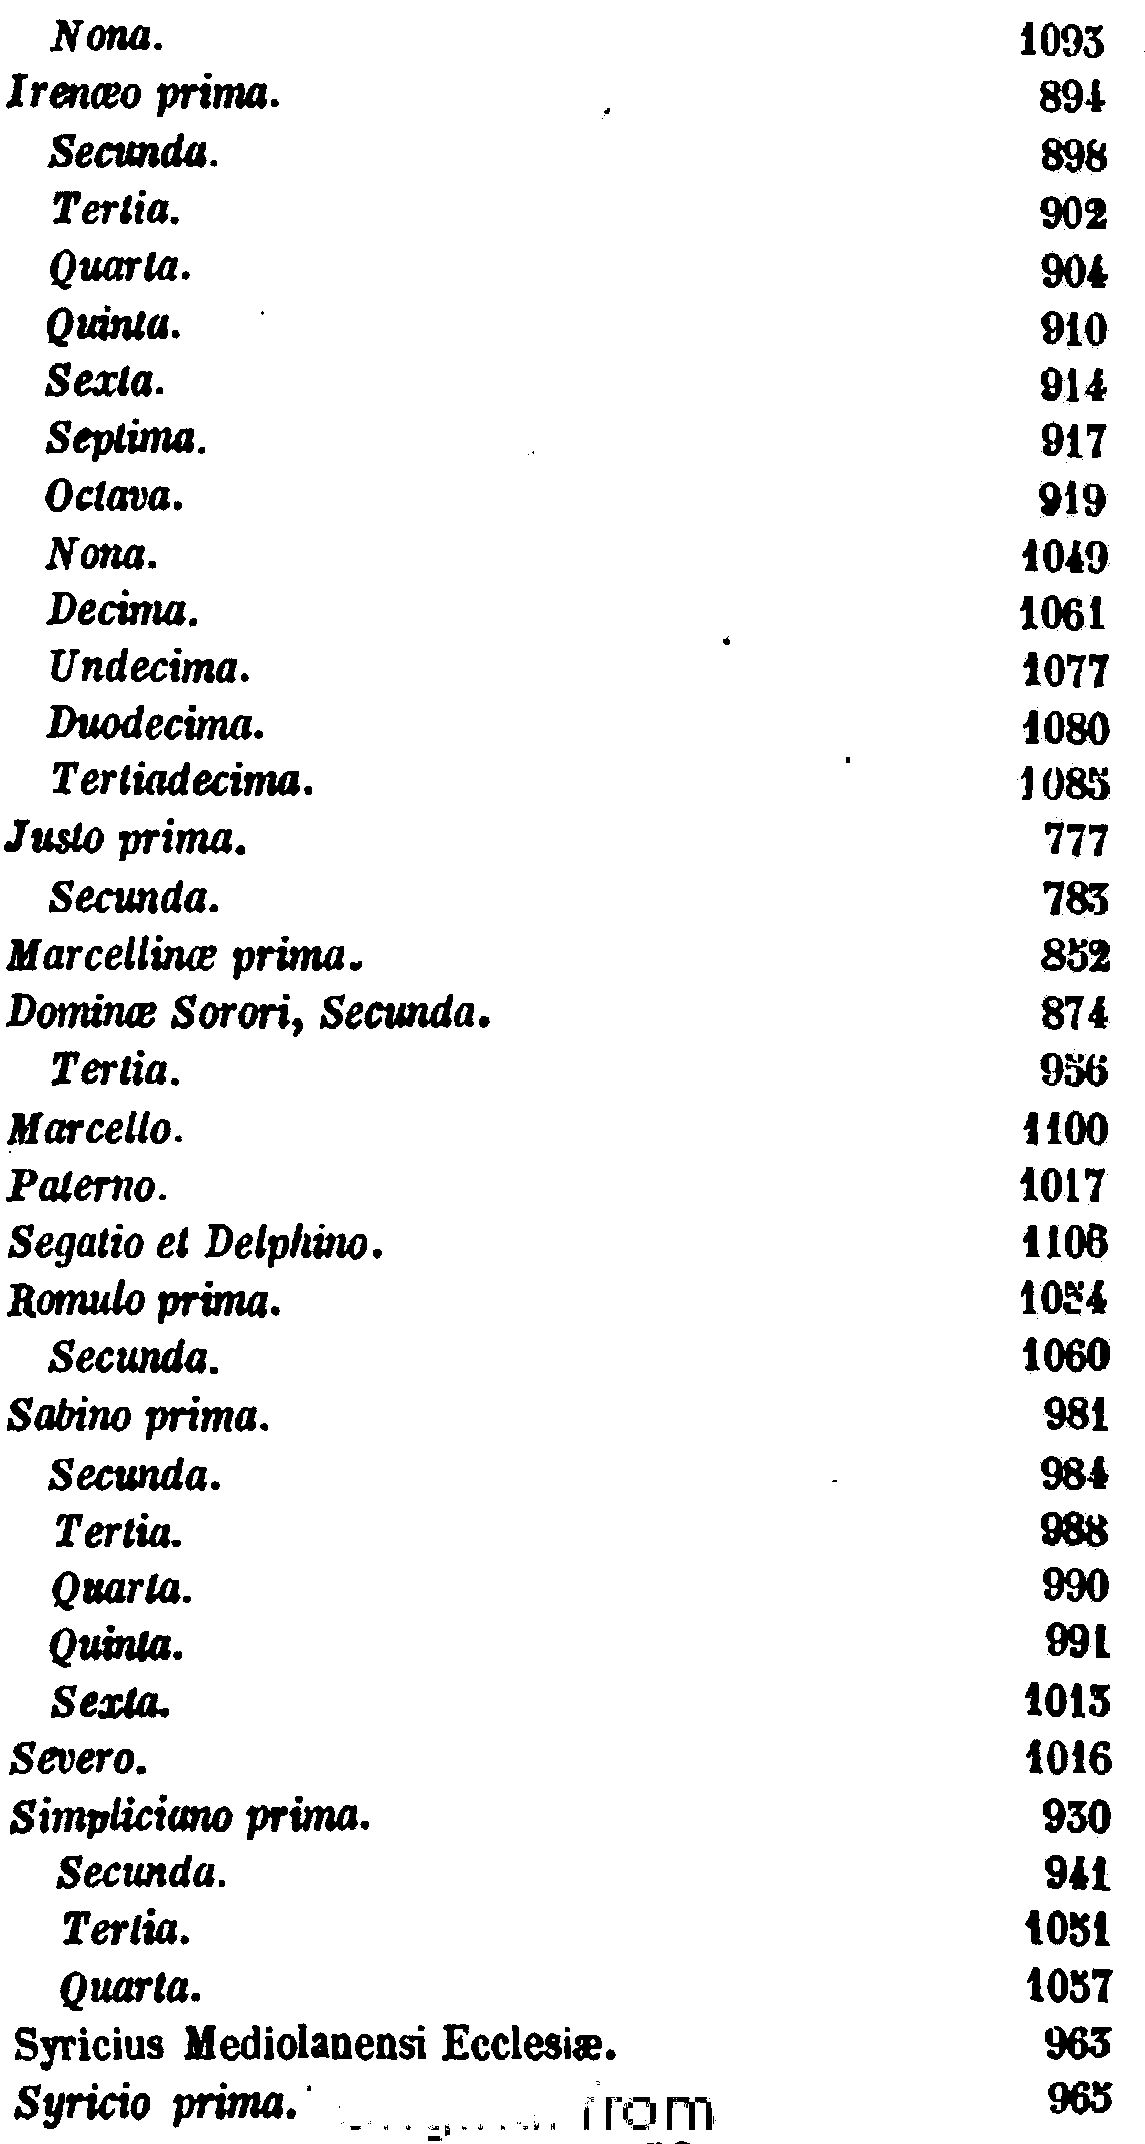 Nona. 1093
Irenæo prima. 894
Secunda. 898
Tertia. 902
Quarta. 904
Quinta. 910
Sexta. 914
Septima. 917
Octava. 919
Nona. 1049
Decima. 1061
Undecima. 1077
Duodecima. 1080
Tertiadecima. 1085
Justo prima. 777
Secunda. 783
Marcellinæ prima. 852
Dominæ Sorori, Secunda. 874
Tertia. 956
Marcello. 1100
Paterno. 1017
Segatio et Delphino. 1106
Romulo prima. 1054
Secunda. 1060
Sabino prima. 981
Secunda. 984
Tertia. 988
Quarta. 990
Quinta. 991
Sexta. 1013
Severo. 1016
Simpliciano prima. 930
Secunda. 941
Tertia. 1051
Quarta. 1057
Syricius Mediolanensi Ecclesiæ. 963
Syricio prima. 965
from